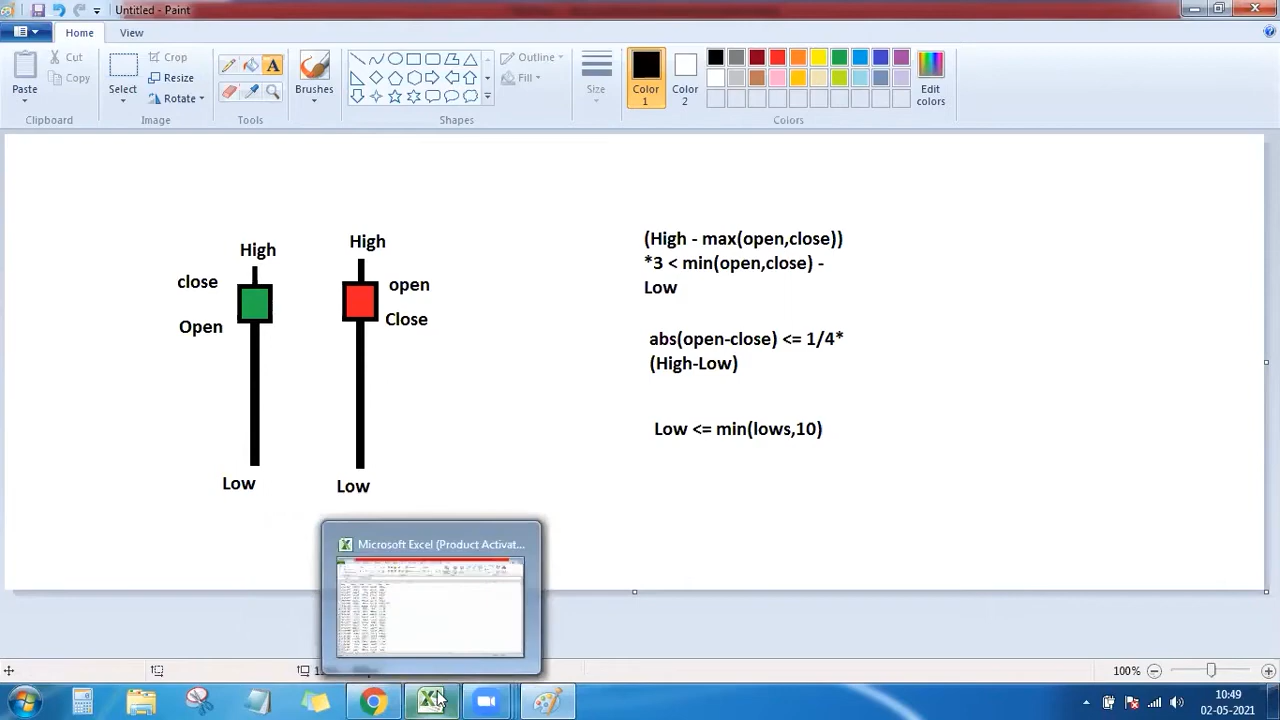 Untitled - Paint
Home
View
Paste
Cut
Copy
Clipboard
Select
Crop
Resize
Rotate
Image
A
Tools
Brushes
Outline
Fill
Shapes
Size
Color
1
Color
2
Edit
colors
Colors
High
close
Open
Low
High
open
Close
Low
(High - max(open,close))
*3 < min(open,close) -
Low
abs(open-close) <= 1/4*
(High-Low)
Low <= min(lows,10)
Microsoft Excel (Product Activat...
100%
10:49
02-05-2021